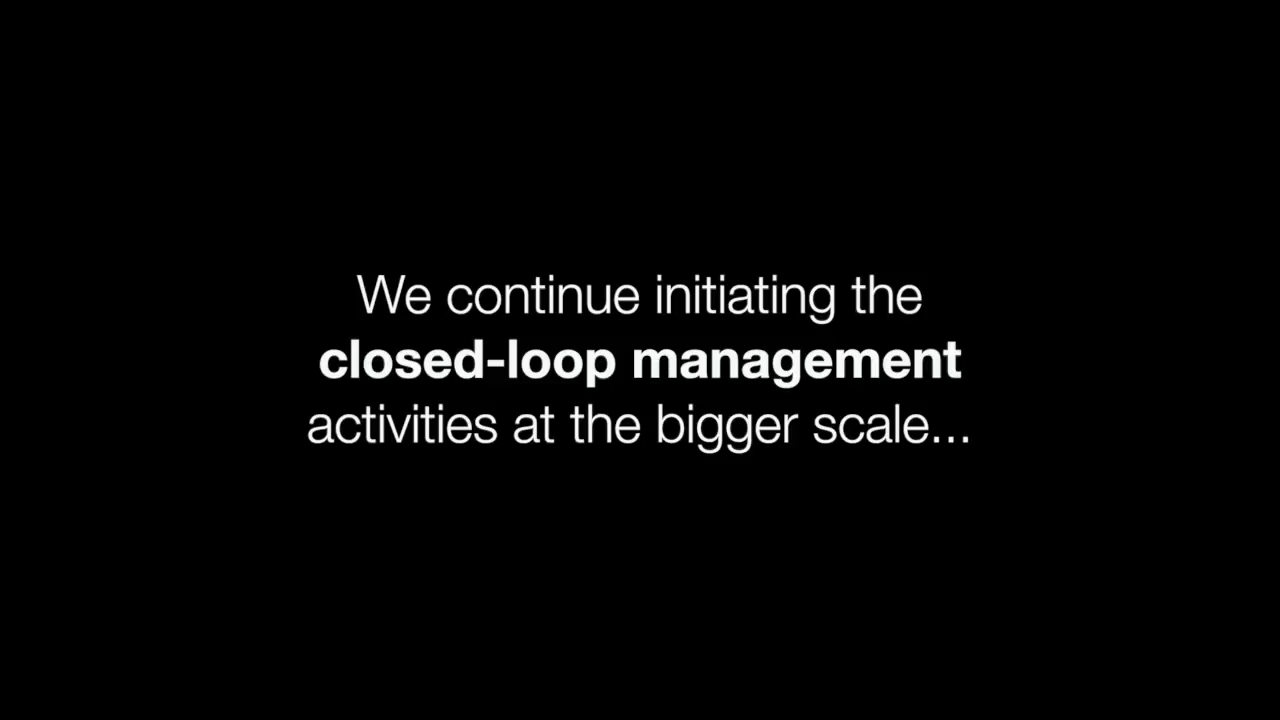 We continue initiating the
closed-loop management
activities at the bigger scale...